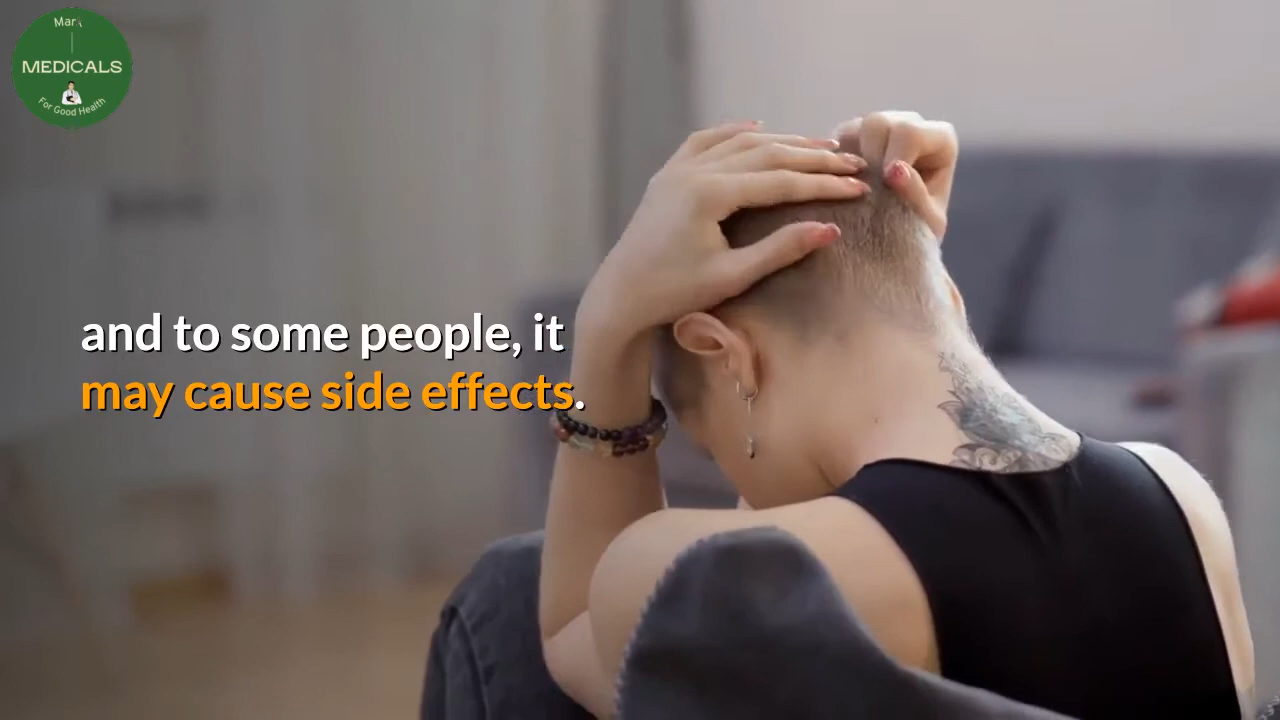 MEDICALS
For Good Health
and to some people, it
may cause side effects.